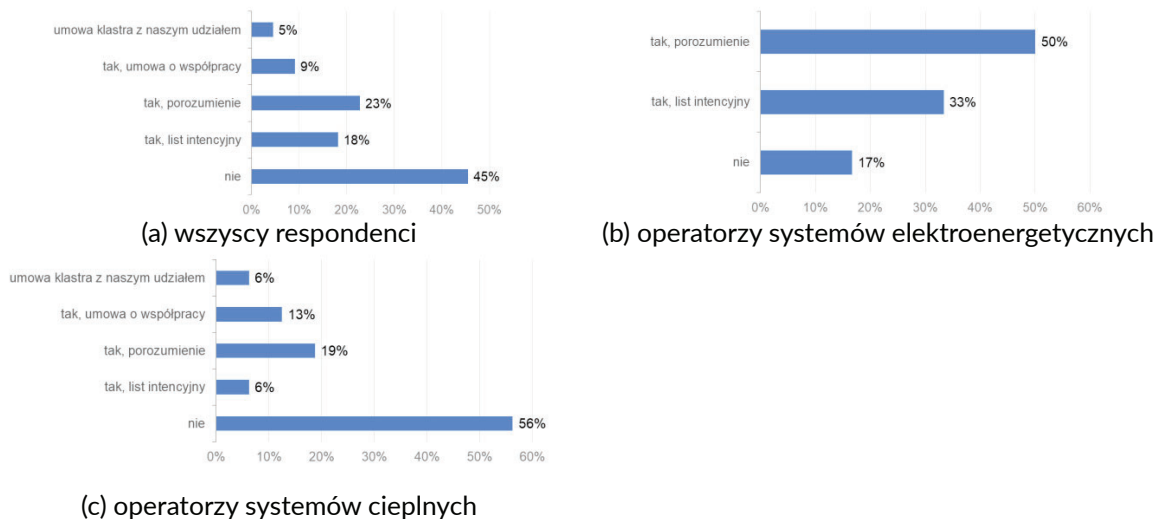 umowa klastra z naszym udziałem 5%
tak, umowa o współpracy 9%
tak, porozumienie 23%
tak, list intencyjny 18%
nie 45%
0% 10% 20% 30% 40% 50%
(a) wszyscy respondenci
tak, porozumienie 50%
tak, list intencyjny 33%
nie 17%
0% 10% 20% 30% 40% 50% 60%
(b) operatorzy systemów elektroenergetycznych
umowa klastra z naszym udziałem 6%
tak, umowa o współpracy 13%
tak, porozumienie 19%
tak, list intencyjny 6%
nie 56%
0% 10% 20% 30% 40% 50% 60%
(c) operatorzy systemów cieplnych